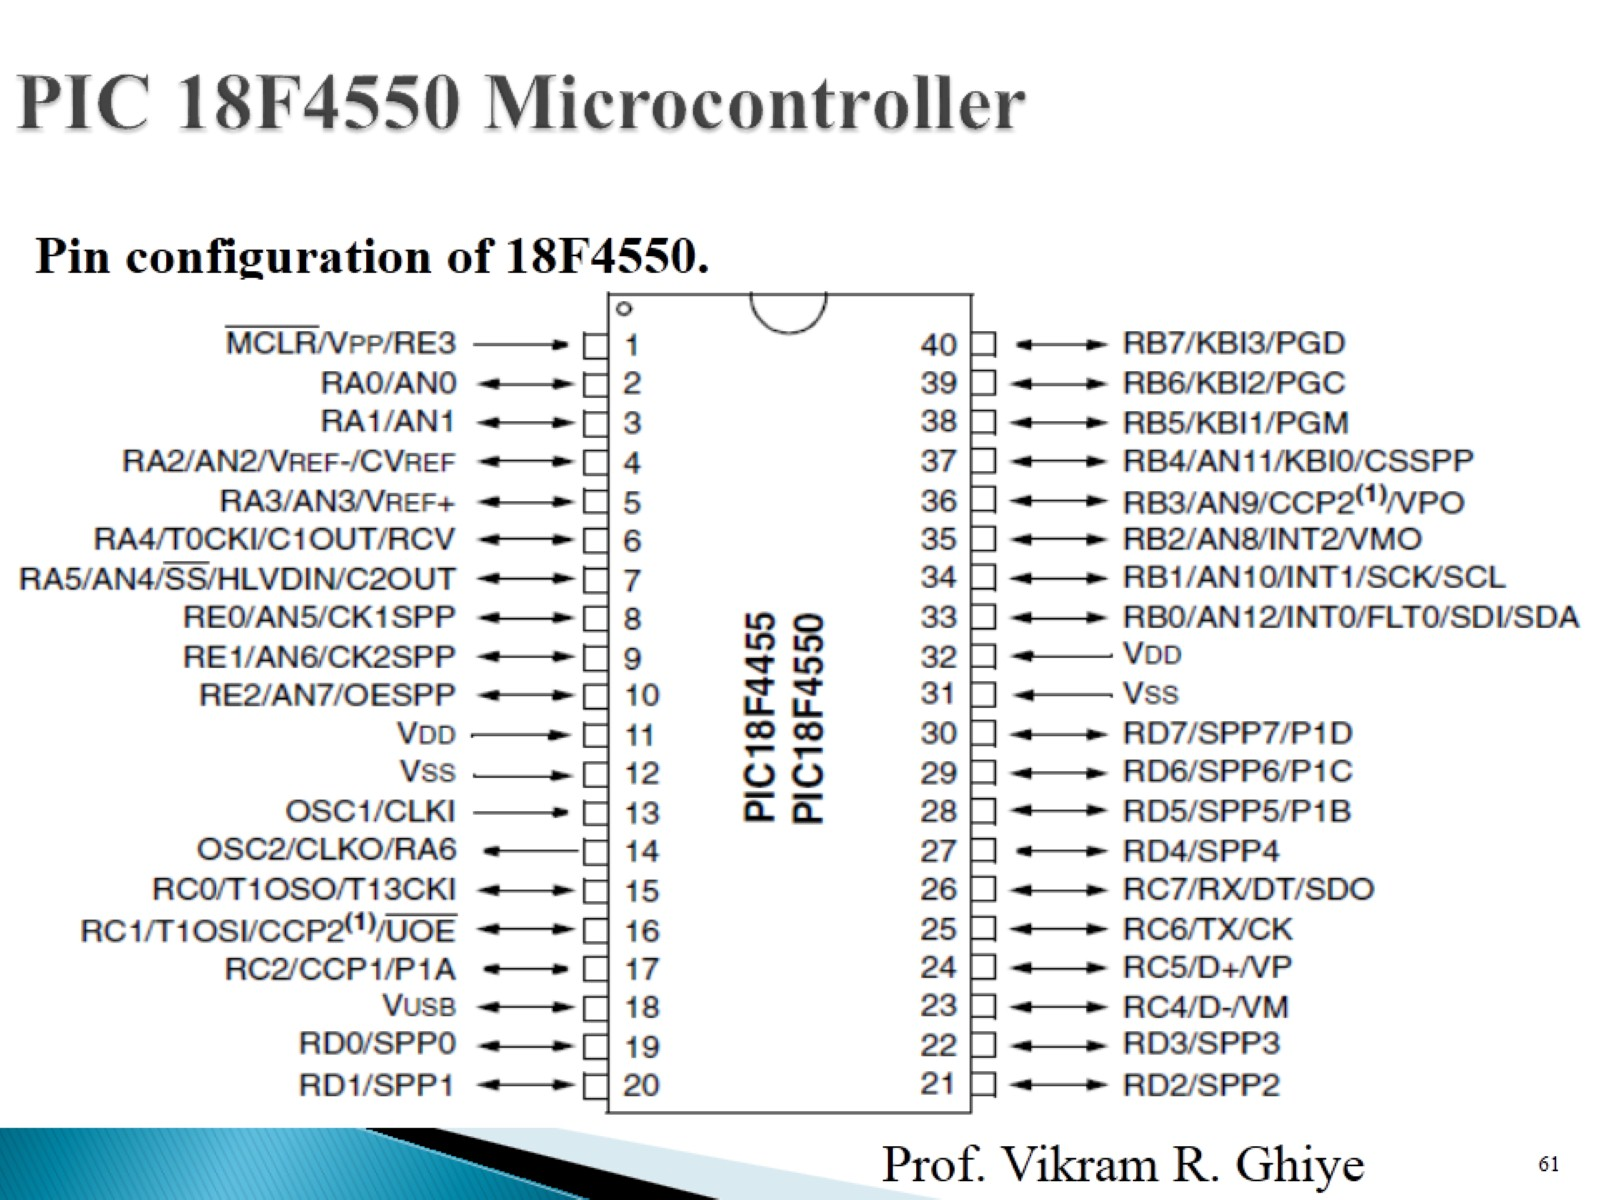 PIC 18F4550 Microcontroller
Pin configuration of 18F4550.
MCLR/VPP/RE3 1
RA0/AN0 2
RA1/AN1 3
RA2/AN2/VREF-/CVREF 4
RA3/AN3/VREF+ 5
RA4/T0CKI/C1OUT/RCV 6
RA5/AN4/SS/HLVDIN/C2OUT 7
RE0/AN5/CK1SPP 8
RE1/AN6/CK2SPP 9
RE2/AN7/OESPP 10
VDD 11
VSS 12
OSC1/CLKI 13
OSC2/CLKO/RA6 14
RC0/T1OSO/T13CKI 15
RC1/T1OSI/CCP2(1)/UOE 16
RC2/CCP1/P1A 17
VUSB 18
RD0/SPP0 19
RD1/SPP1 20
PIC18F4455
PIC18F4550
40 RB7/KBI3/PGD
39 RB6/KBI2/PGC
38 RB5/KBI1/PGM
37 RB4/AN11/KBI0/CSSPP
36 RB3/AN9/CCP2(1)/VPO
35 RB2/AN8/INT2/VMO
34 RB1/AN10/INT1/SCK/SCL
33 RB0/AN12/INT0/FLT0/SDI/SDA
32 VDD
31 VSS
30 RD7/SPP7/P1D
29 RD6/SPP6/P1C
28 RD5/SPP5/P1B
27 RD4/SPP4
26 RC7/RX/DT/SDO
25 RC6/TX/CK
24 RC5/D+/VP
23 RC4/D-/VM
22 RD3/SPP3
21 RD2/SPP2
Prof. Vikram R. Ghiye
61